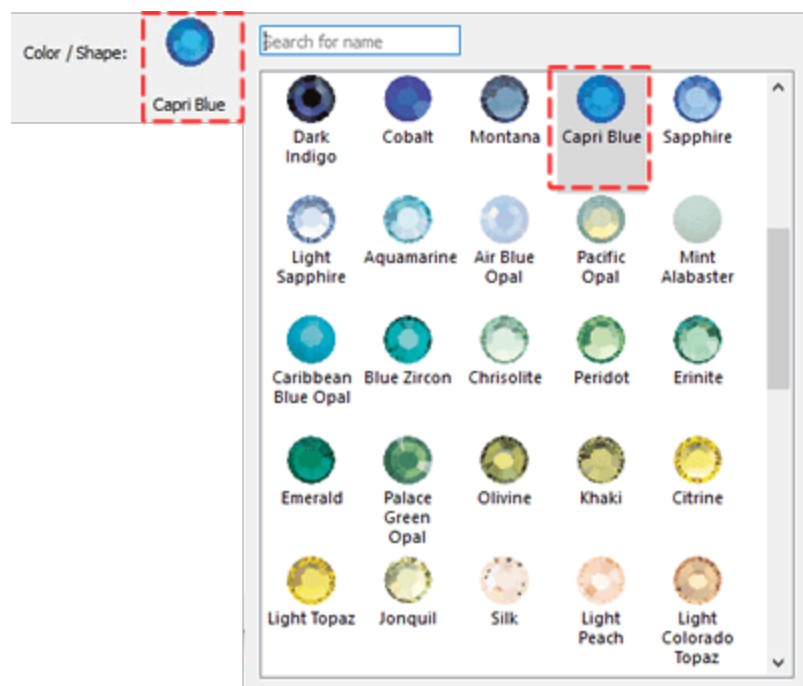 Color / Shape:
Capri Blue
Search for name
Dark Indigo
Cobalt
Montana
Capri Blue
Sapphire
Light Sapphire
Aquamarine
Air Blue Opal
Pacific Opal
Mint Alabaster
Caribbean Blue Opal
Blue Zircon
Chrisolite
Peridot
Erinite
Emerald
Palace Green Opal
Olivine
Khaki
Citrine
Light Topaz
Jonquil
Silk
Light Peach
Light Colorado Topaz